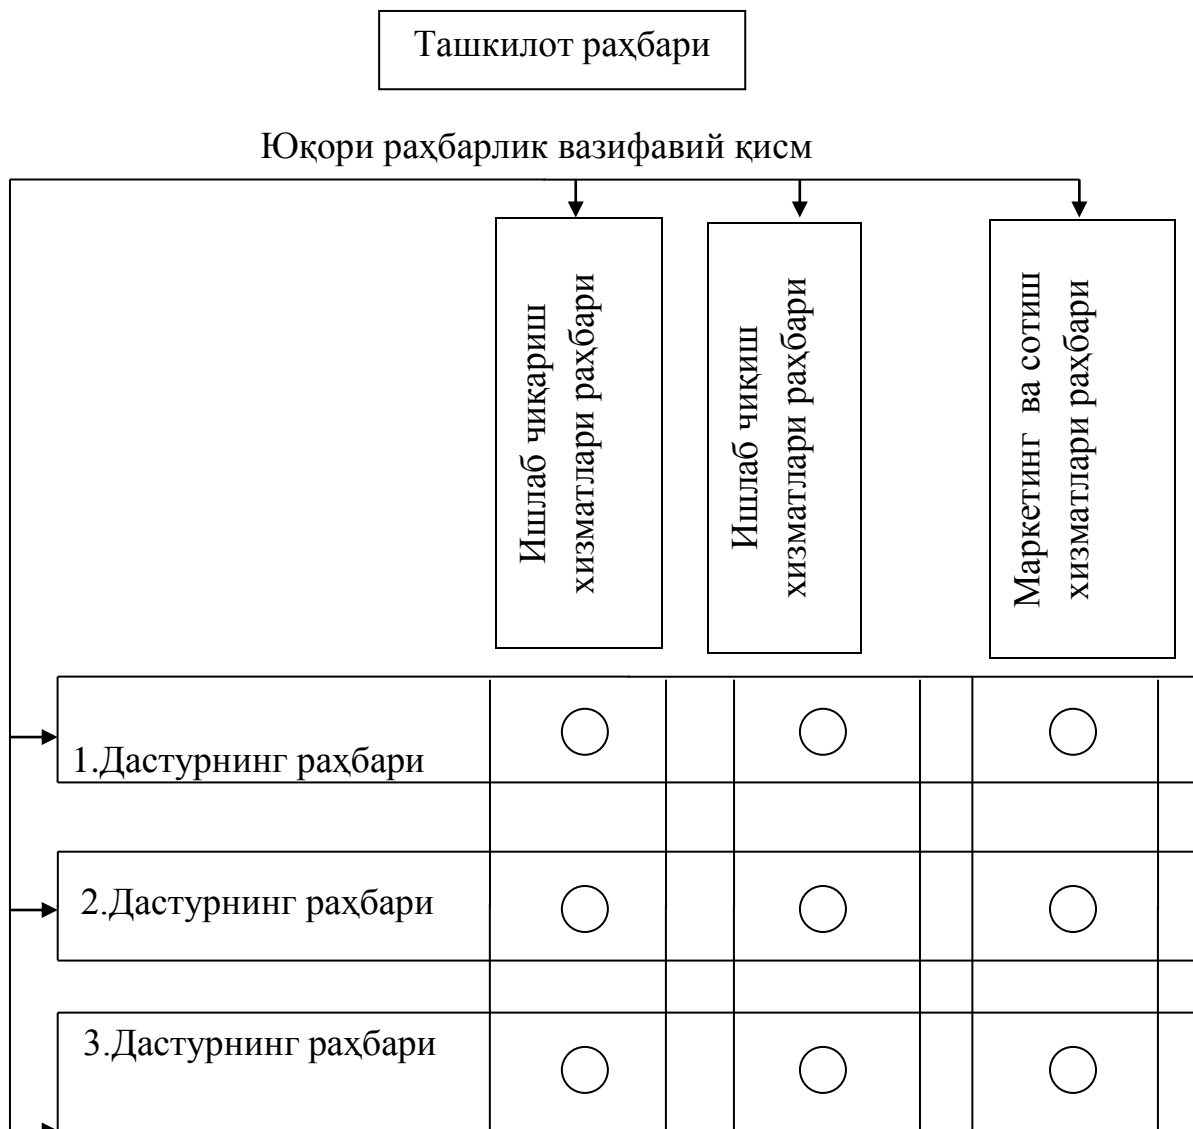 Ташкилот раҳбари
Юқори раҳбарлик вазифавий қисм
Ишлаб чиқариш
хизматлари раҳбари
Ишлаб чиқиш
хизматлари раҳбари
Маркетинг ва сотиш
хизматлари раҳбари
1.Дастурнинг раҳбари
2.Дастурнинг раҳбари
3.Дастурнинг раҳбари